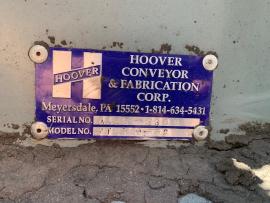 HOOVER
HOOVER
CONVEYOR
& FABRICATION
CORP.
Meyersdale, PA 15552 • 1-814-634-5431
SERIAL NO.
MODEL NO.